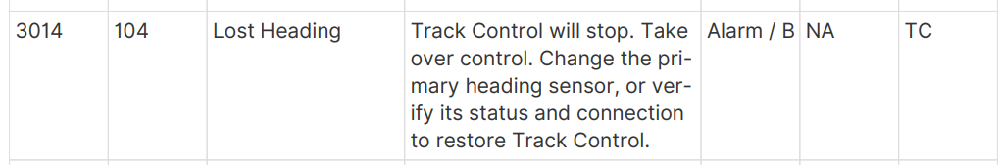 3014 104 Lost Heading Track Control will stop. Take Alarm / B NA TC
over control. Change the pri-
mary heading sensor, or ver-
ify its status and connection
to restore Track Control.